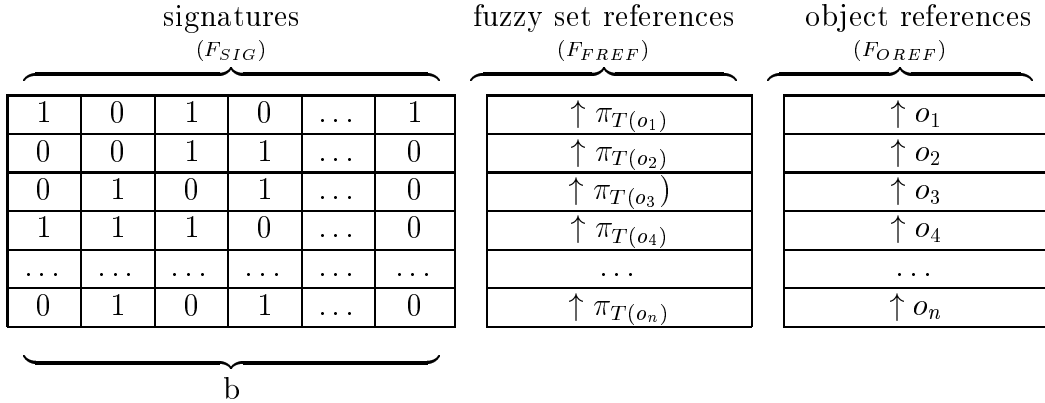 signatures fuzzy set references object references
(F_SIG) (F_FREF) (F_OREF)
1 0 1 0 ... 1 ↑ π_T(o_1) ↑ o_1
0 0 1 1 ... 0 ↑ π_T(o_2) ↑ o_2
0 1 0 1 ... 0 ↑ π_T(o_3) ↑ o_3
1 1 1 0 ... 0 ↑ π_T(o_4) ↑ o_4
... ... ... ... ... ... ... ...
0 1 0 1 ... 0 ↑ π_T(o_n) ↑ o_n
b